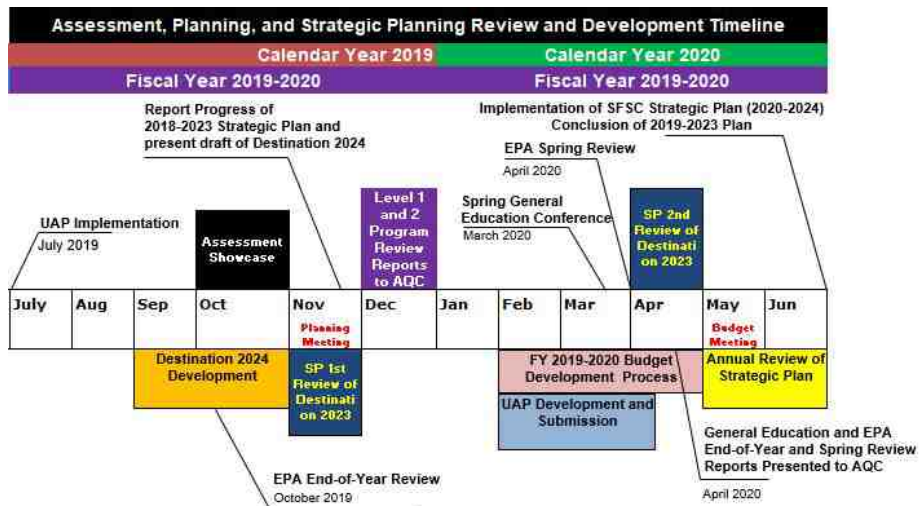 Assessment, Planning, and Strategic Planning Review and Development Timeline
Calendar Year 2019
Calendar Year 2020
Fiscal Year 2019-2020
Fiscal Year 2019-2020
Report Progress of
2018-2023 Strategic Plan and
present draft of Destination 2024
Implementation of SFSC Strategic Plan (2020-2024)
Conclusion of 2019-2023 Plan
EPA Spring Review
April 2020
UAP Implementation
July 2019
Assessment
Showcase
Level 1
and 2
Program
Review
Reports
to AQC
Spring General
Education Conference
March 2020
SP 2nd
Review of
Destinati
on 2023
July
Aug
Sep
Oct
Nov
Planning
Meeting
Dec
Jan
Feb
Mar
Apr
May
Budget
Meeting
Jun
Destination 2024
Development
SP 1st
Review of
Destinati
on 2023
FY 2019-2020 Budget
Development Process
Annual Review of
Strategic Plan
UAP Development and
Submission
EPA End-of-Year Review
October 2019
General Education and EPA
End-of-Year and Spring Review
Reports Presented to AQC
April 2020